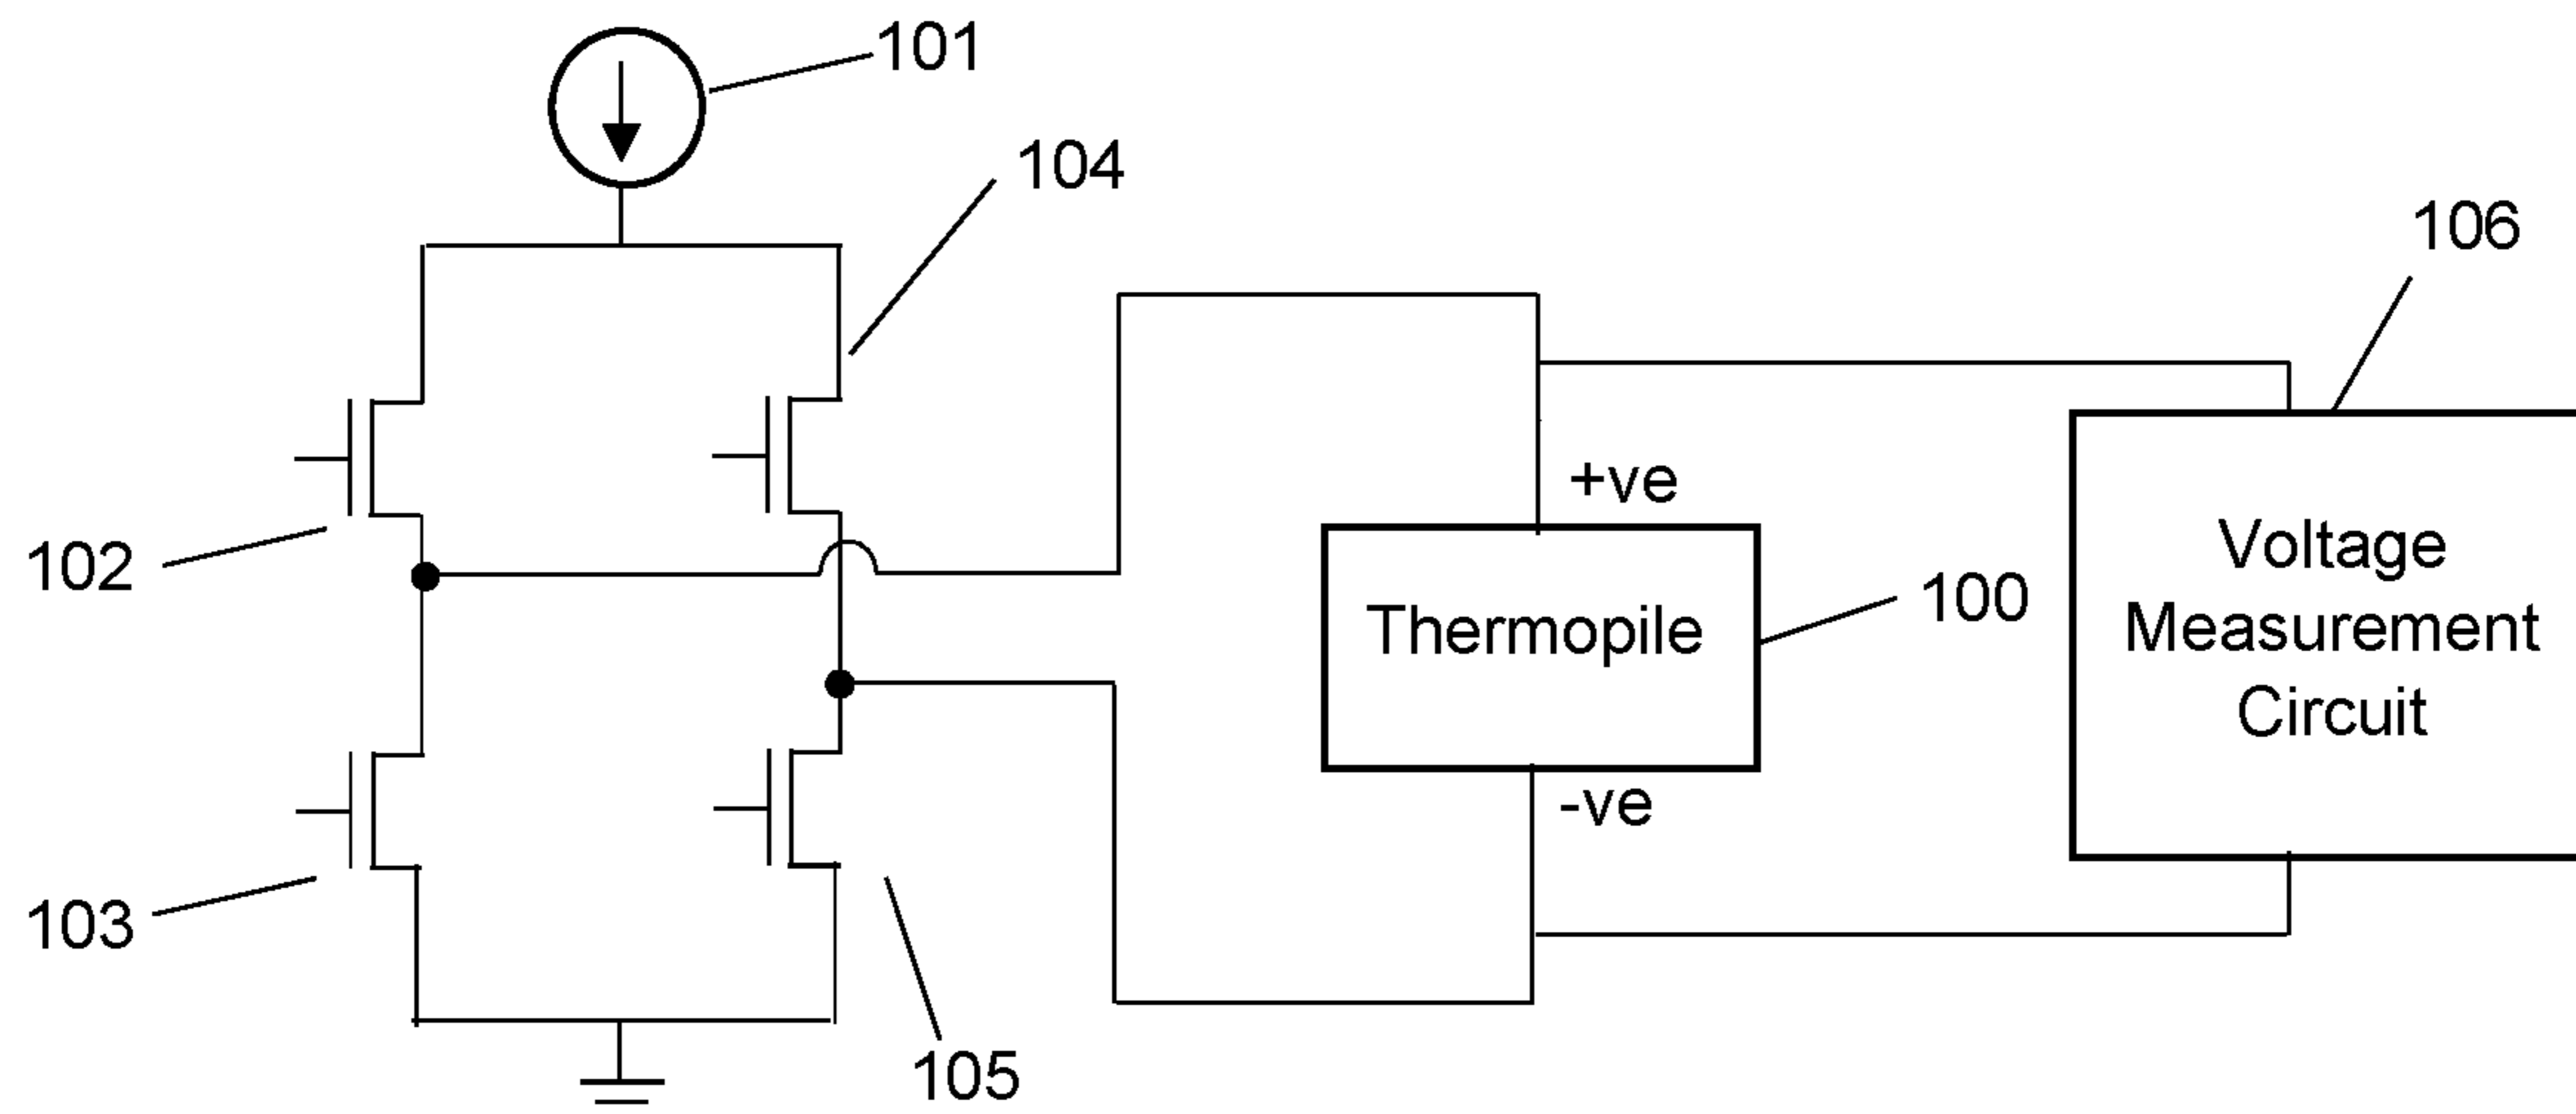 101
104
106
+ve
102
Thermopile
100
Voltage
Measurement
Circuit
-ve
103
105